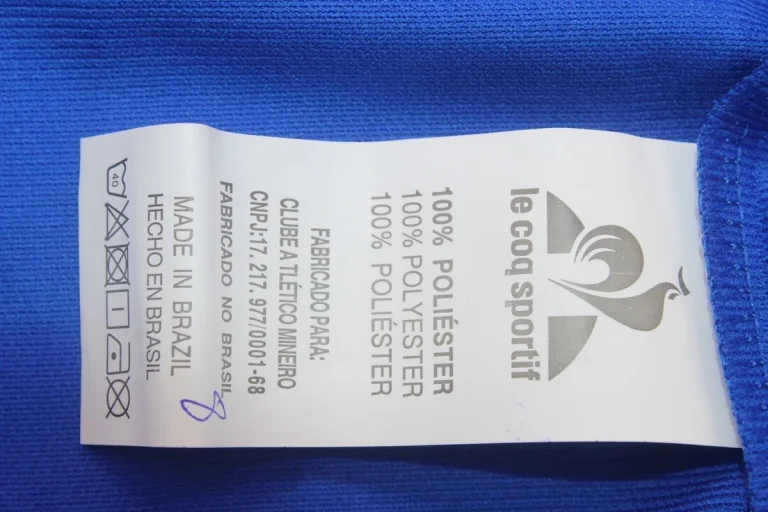 le coq sportif
100% POLIÉSTER
100% POLYESTER
100% POLIÉSTER
FABRICADO PARA:
CLUBE ATLÉTICO MINEIRO
CNPJ:17. 217. 977/0001-68
FABRICADO NO BRASIL
MADE IN BRAZIL
HECHO EN BRASIL
8
40